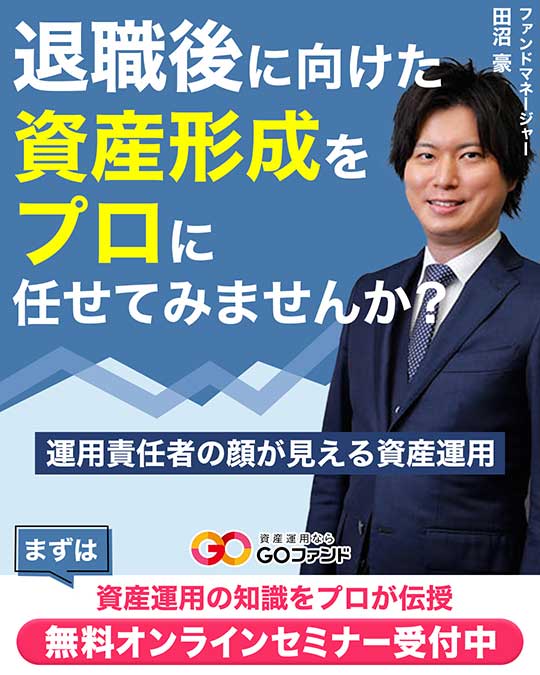 退職後に向けた
資産形成を
プロに
任せてみませんか?
ファンドマネージャー
田沼 豪
運用責任者の顔が見える資産運用
まずは
資産運用なら
GOファンド
資産運用の知識をプロが伝授
無料オンラインセミナー受付中